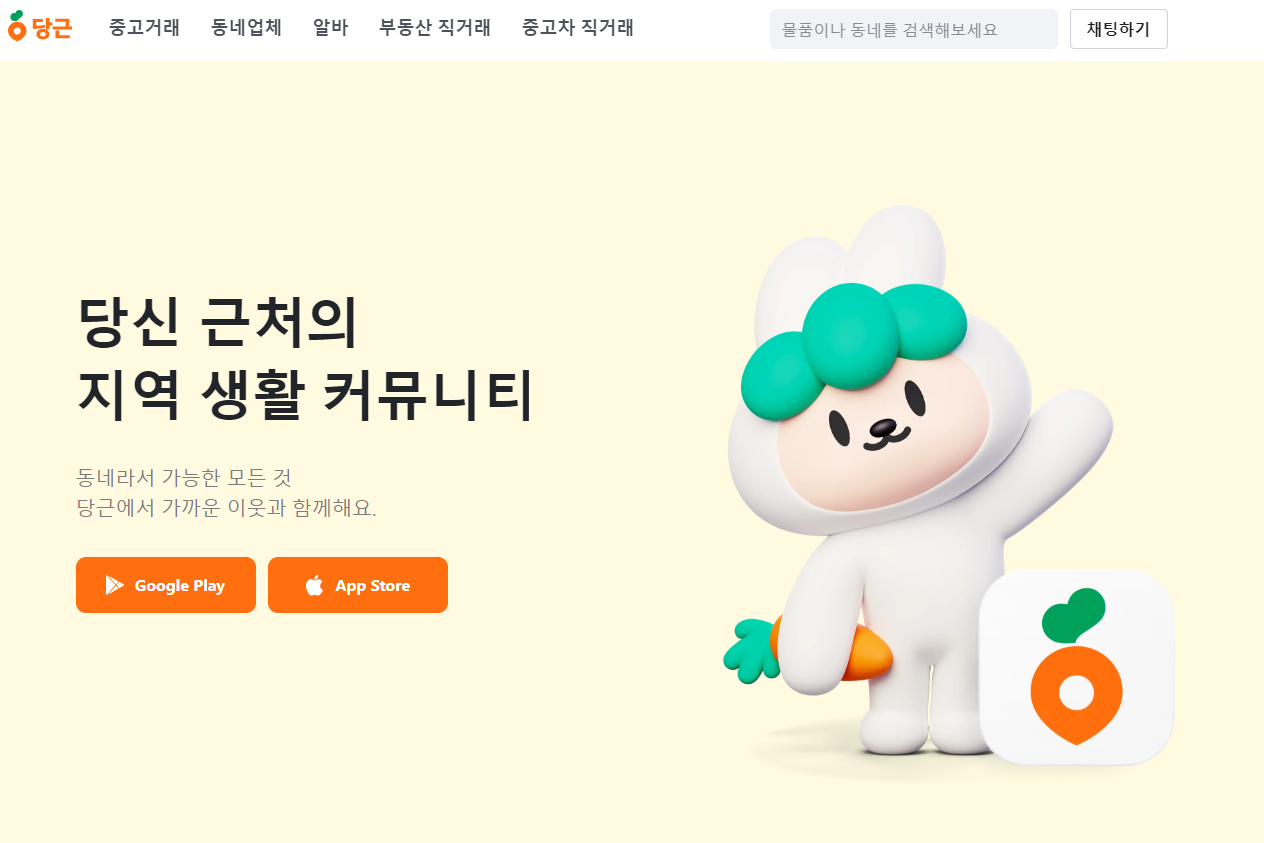 당근 중고거래 동네업체 알바 부동산 직거래 중고차 직거래 물품이나 동네를 검색해보세요 채팅하기
당신 근처의
지역 생활 커뮤니티
동네라서 가능한 모든 것
당근에서 가까운 이웃과 함께해요.
Google Play App Store